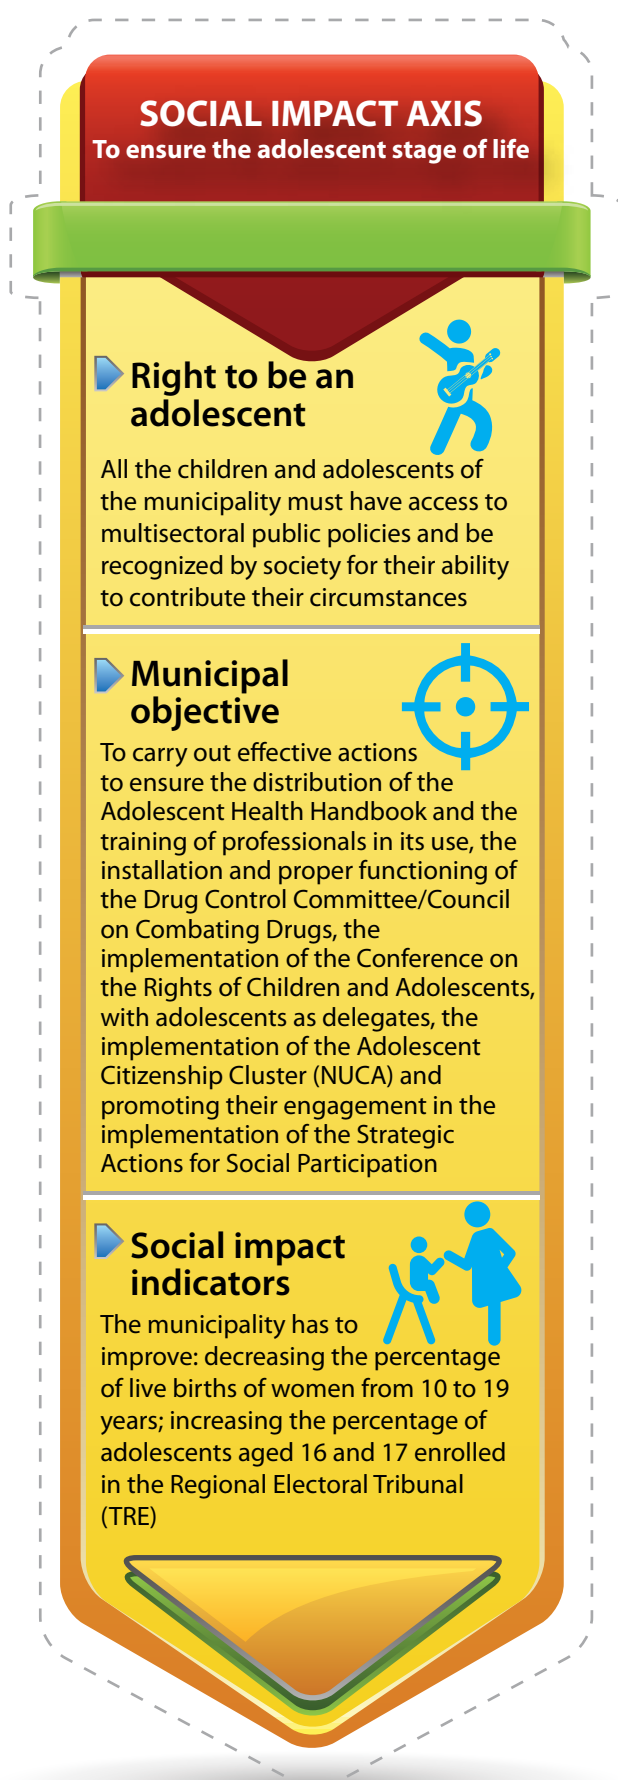 SOCIAL IMPACT AXIS
To ensure the adolescent stage of life
Right to be an
adolescent
All the children and adolescents of
the municipality must have access to
multisectoral public policies and be
recognized by society for their ability
to contribute their circumstances
Municipal
objective
To carry out effective actions
to ensure the distribution of the
Adolescent Health Handbook and the
training of professionals in its use, the
installation and proper functioning of
the Drug Control Committee/Council
on Combating Drugs, the
implementation of the Conference on
the Rights of Children and Adolescents,
with adolescents as delegates, the
implementation of the Adolescent
Citizenship Cluster (NUCA) and
promoting their engagement in the
implementation of the Strategic
Actions for Social Participation
Social impact
indicators
The municipality has to
improve: decreasing the percentage
of live births of women from 10 to 19
years; increasing the percentage of
adolescents aged 16 and 17 enrolled
in the Regional Electoral Tribunal
(TRE)